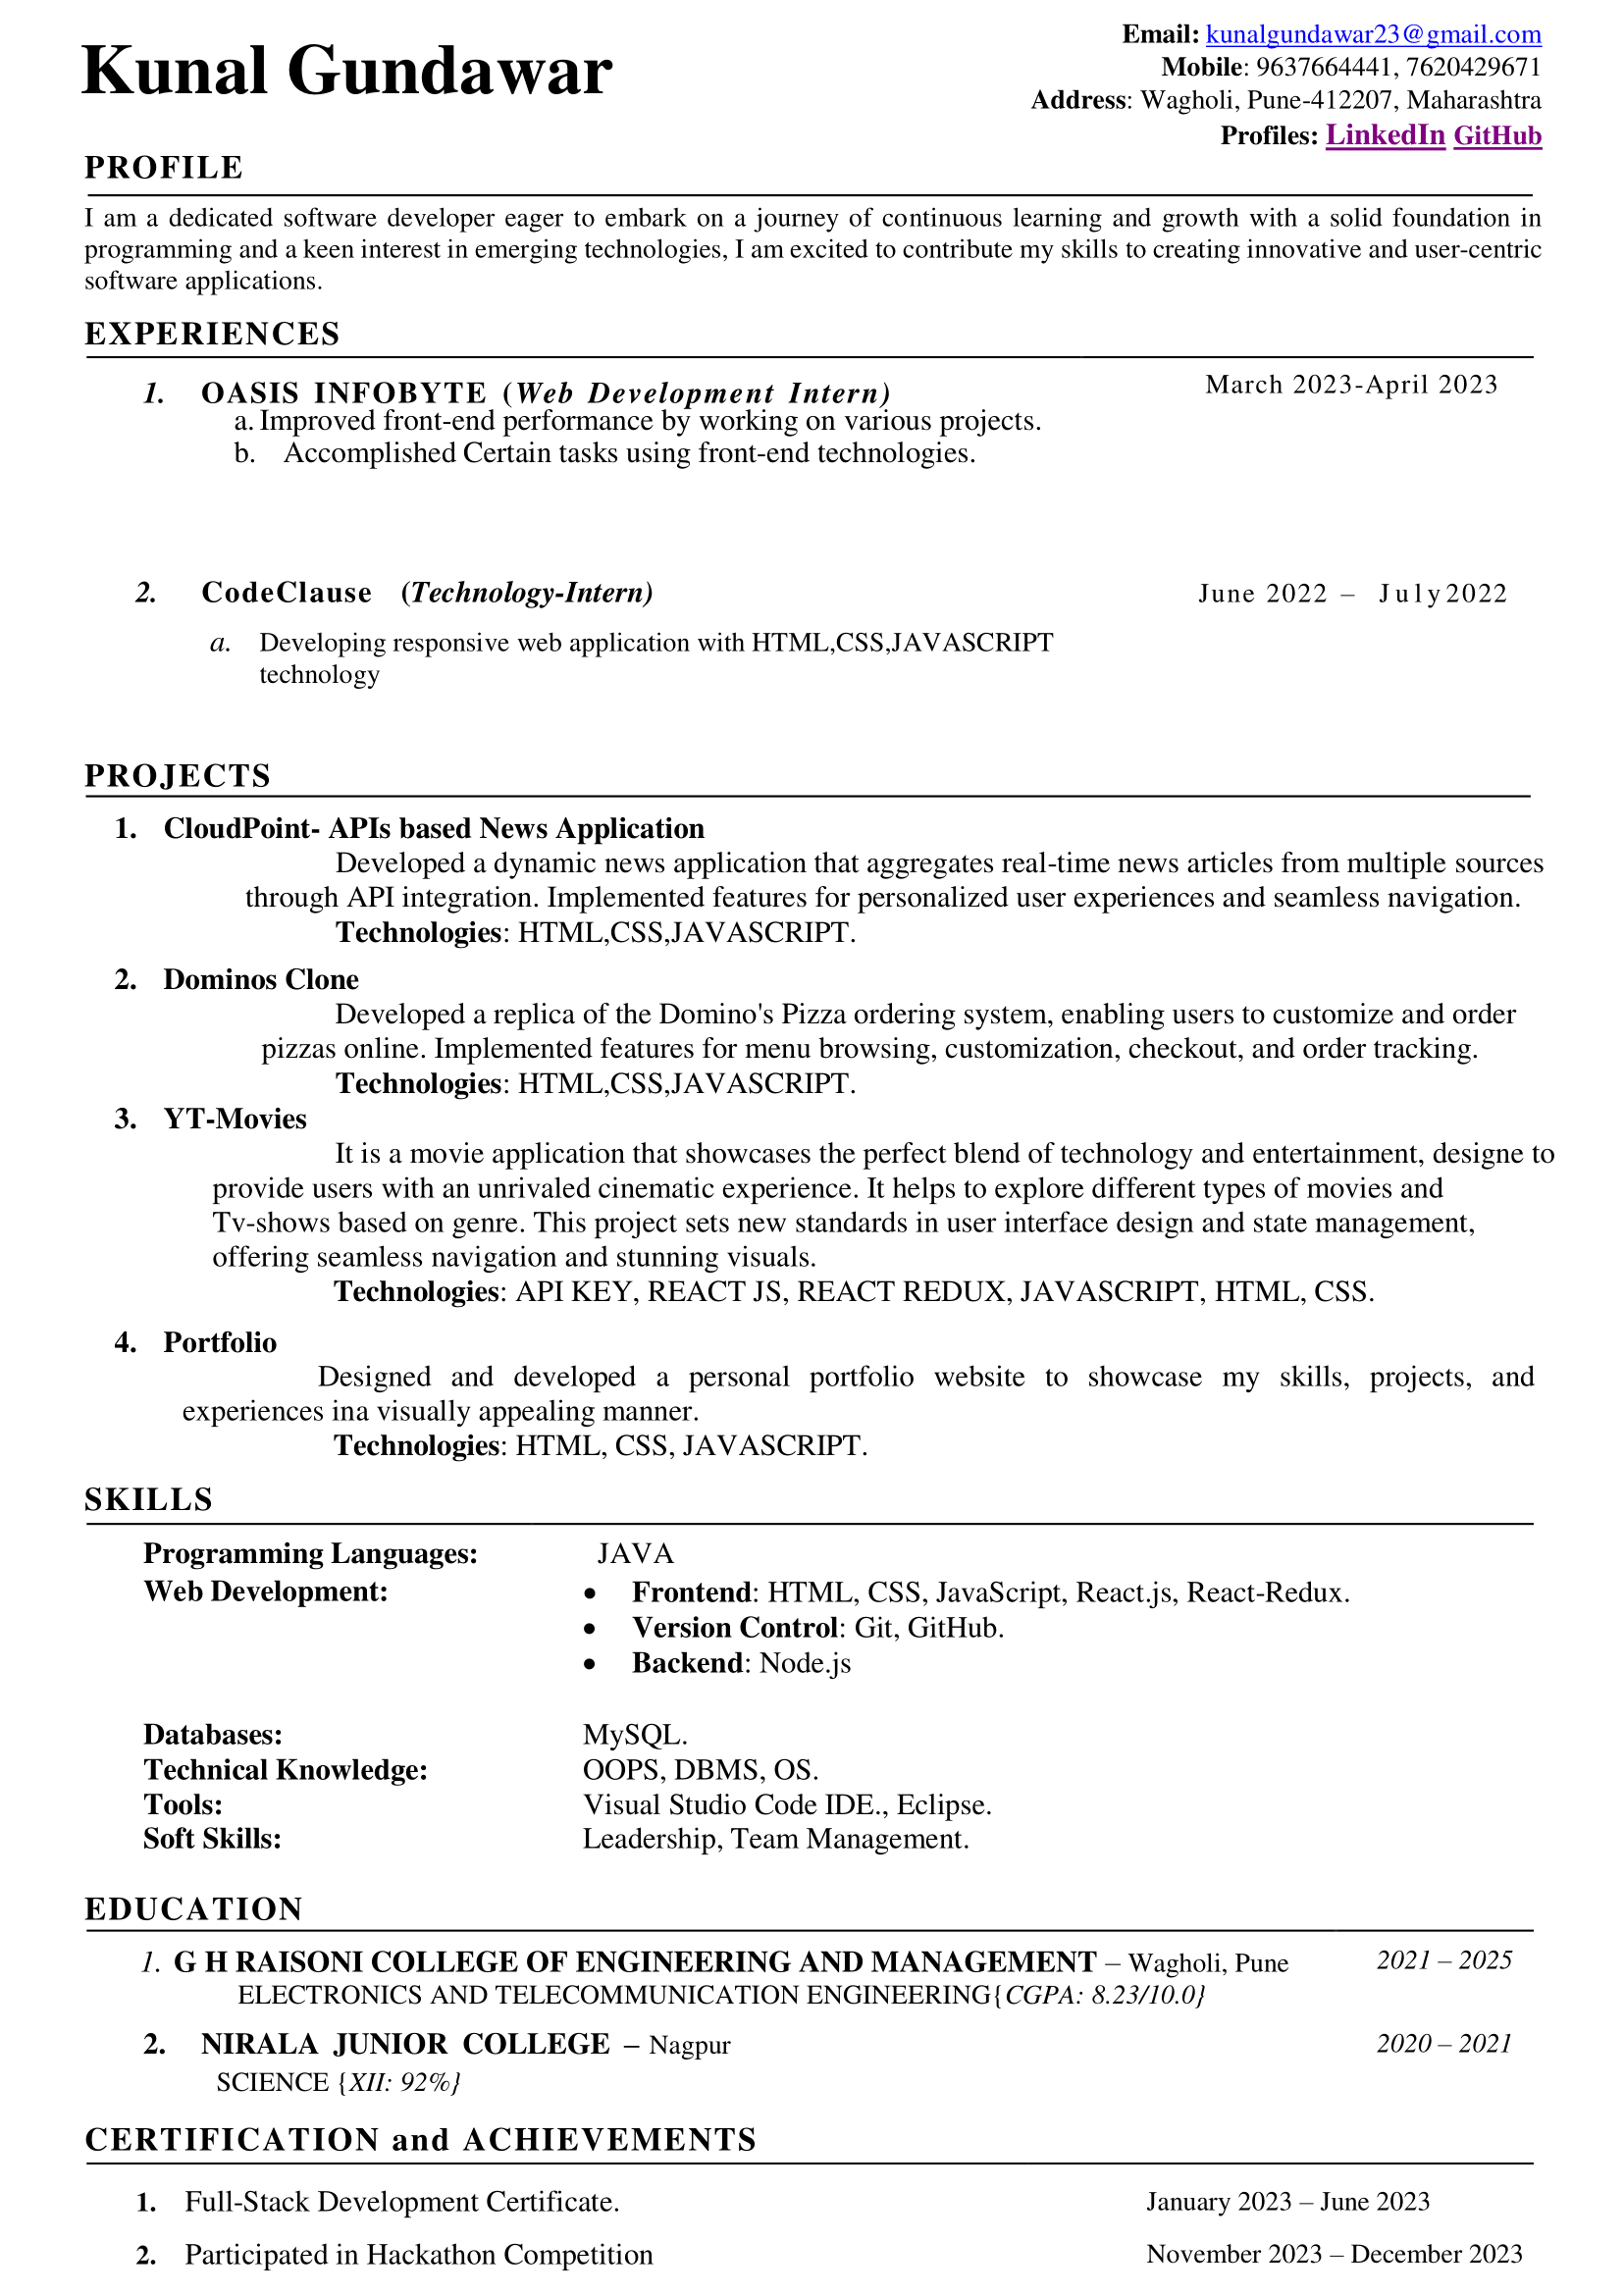 Kunal Gundawar
Email: kunalgundawar23@gmail.com
Mobile: 9637664441, 7620429671
Address: Wagholi, Pune-412207, Maharashtra
Profiles: LinkedIn GitHub
PROFILE
I am a dedicated software developer eager to embark on a journey of continuous learning and growth with a solid foundation in
programming and a keen interest in emerging technologies, I am excited to contribute my skills to creating innovative and user-centric
software applications.
EXPERIENCES
1. OASIS INFOBYTE (Web Development Intern) March 2023-April 2023
a. Improved front-end performance by working on various projects.
b. Accomplished Certain tasks using front-end technologies.
2. CodeClause (Technology-Intern) June 2022 – July2022
a. Developing responsive web application with HTML,CSS,JAVASCRIPT
technology
PROJECTS
1. CloudPoint- APIs based News Application
Developed a dynamic news application that aggregates real-time news articles from multiple sources
through API integration. Implemented features for personalized user experiences and seamless navigation.
Technologies: HTML,CSS,JAVASCRIPT.
2. Dominos Clone
Developed a replica of the Domino's Pizza ordering system, enabling users to customize and order
pizzas online. Implemented features for menu browsing, customization, checkout, and order tracking.
Technologies: HTML,CSS,JAVASCRIPT.
3. YT-Movies
It is a movie application that showcases the perfect blend of technology and entertainment, designe to
provide users with an unrivaled cinematic experience. It helps to explore different types of movies and
Tv-shows based on genre. This project sets new standards in user interface design and state management,
offering seamless navigation and stunning visuals.
Technologies: API KEY, REACT JS, REACT REDUX, JAVASCRIPT, HTML, CSS.
4. Portfolio
Designed and developed a personal portfolio website to showcase my skills, projects, and
experiences ina visually appealing manner.
Technologies: HTML, CSS, JAVASCRIPT.
SKILLS
Programming Languages: JAVA
Web Development: • Frontend: HTML, CSS, JavaScript, React.js, React-Redux.
• Version Control: Git, GitHub.
• Backend: Node.js
Databases: MySQL.
Technical Knowledge: OOPS, DBMS, OS.
Tools: Visual Studio Code IDE., Eclipse.
Soft Skills: Leadership, Team Management.
EDUCATION
1. G H RAISONI COLLEGE OF ENGINEERING AND MANAGEMENT – Wagholi, Pune 2021 – 2025
ELECTRONICS AND TELECOMMUNICATION ENGINEERING{CGPA: 8.23/10.0}
2. NIRALA JUNIOR COLLEGE – Nagpur 2020 – 2021
SCIENCE {XII: 92%}
CERTIFICATION and ACHIEVEMENTS
1. Full-Stack Development Certificate. January 2023 – June 2023
2. Participated in Hackathon Competition November 2023 – December 2023